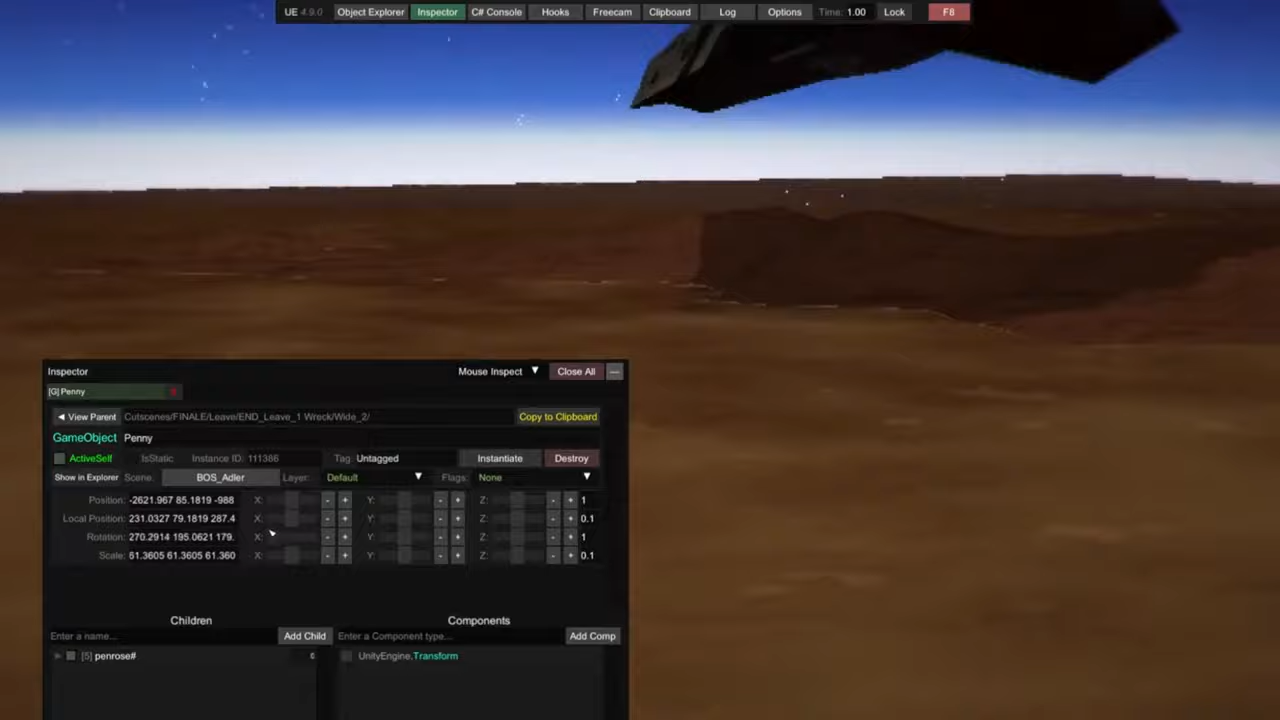 UE 4.9.0 Object Explorer Inspector C# Console Hooks Freecam Clipboard Log Options Time: 1.00 Lock F8
Inspector Mouse Inspect ▼ Close All —
[G] Penny
◄ View Parent Cutscenes/FINALE/Leave/END_Leave_1 Wreck/Wide_2/ Copy to Clipboard
GameObject Penny
ActiveSelf IsStatic Instance ID: 111386 Tag: Untagged Instantiate Destroy
Show in Explorer Scene: BOS_Adler Layer: Default ▼ Flags: None ▼
Position: -2621.967 85.1819 -988 X: - + Y: - + Z: - + 1
Local Position: 231.0327 79.1819 287.4 X: - + Y: - + Z: - + 0.1
Rotation: 270.2914 195.0621 179. X: - + Y: - + Z: - + 1
Scale: 61.3605 61.3605 61.360 X: - + Y: - + Z: - + 0.1
Children Components
Enter a name... Add Child Enter a Component type... Add Comp
► [5] penrose# UnityEngine.Transform